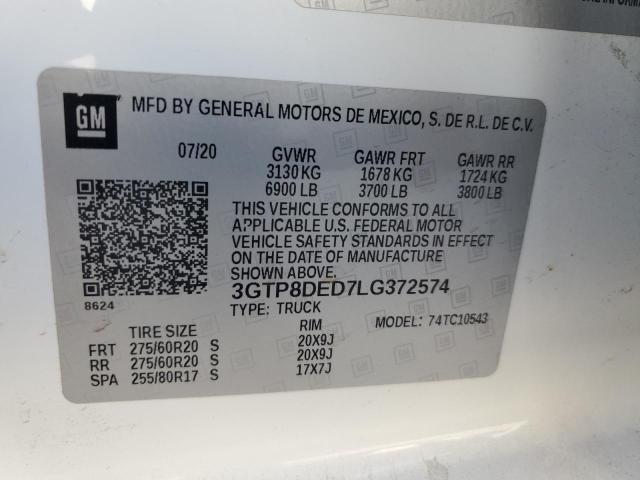 GM
MFD BY GENERAL MOTORS DE MEXICO, S. DE R.L. DE C.V.
07/20 GVWR GAWR FRT GAWR RR
3130 KG 1678 KG 1724 KG
6900 LB 3700 LB 3800 LB
THIS VEHICLE CONFORMS TO ALL
APPLICABLE U.S. FEDERAL MOTOR
VEHICLE SAFETY STANDARDS IN EFFECT
ON THE DATE OF MANUFACTURE
SHOWN ABOVE.
8624
3GTP8DED7LG372574
TYPE: TRUCK MODEL: 74TC10543
TIRE SIZE RIM
FRT 275/60R20 S 20X9J
RR 275/60R20 S 20X9J
SPA 255/80R17 S 17X7J